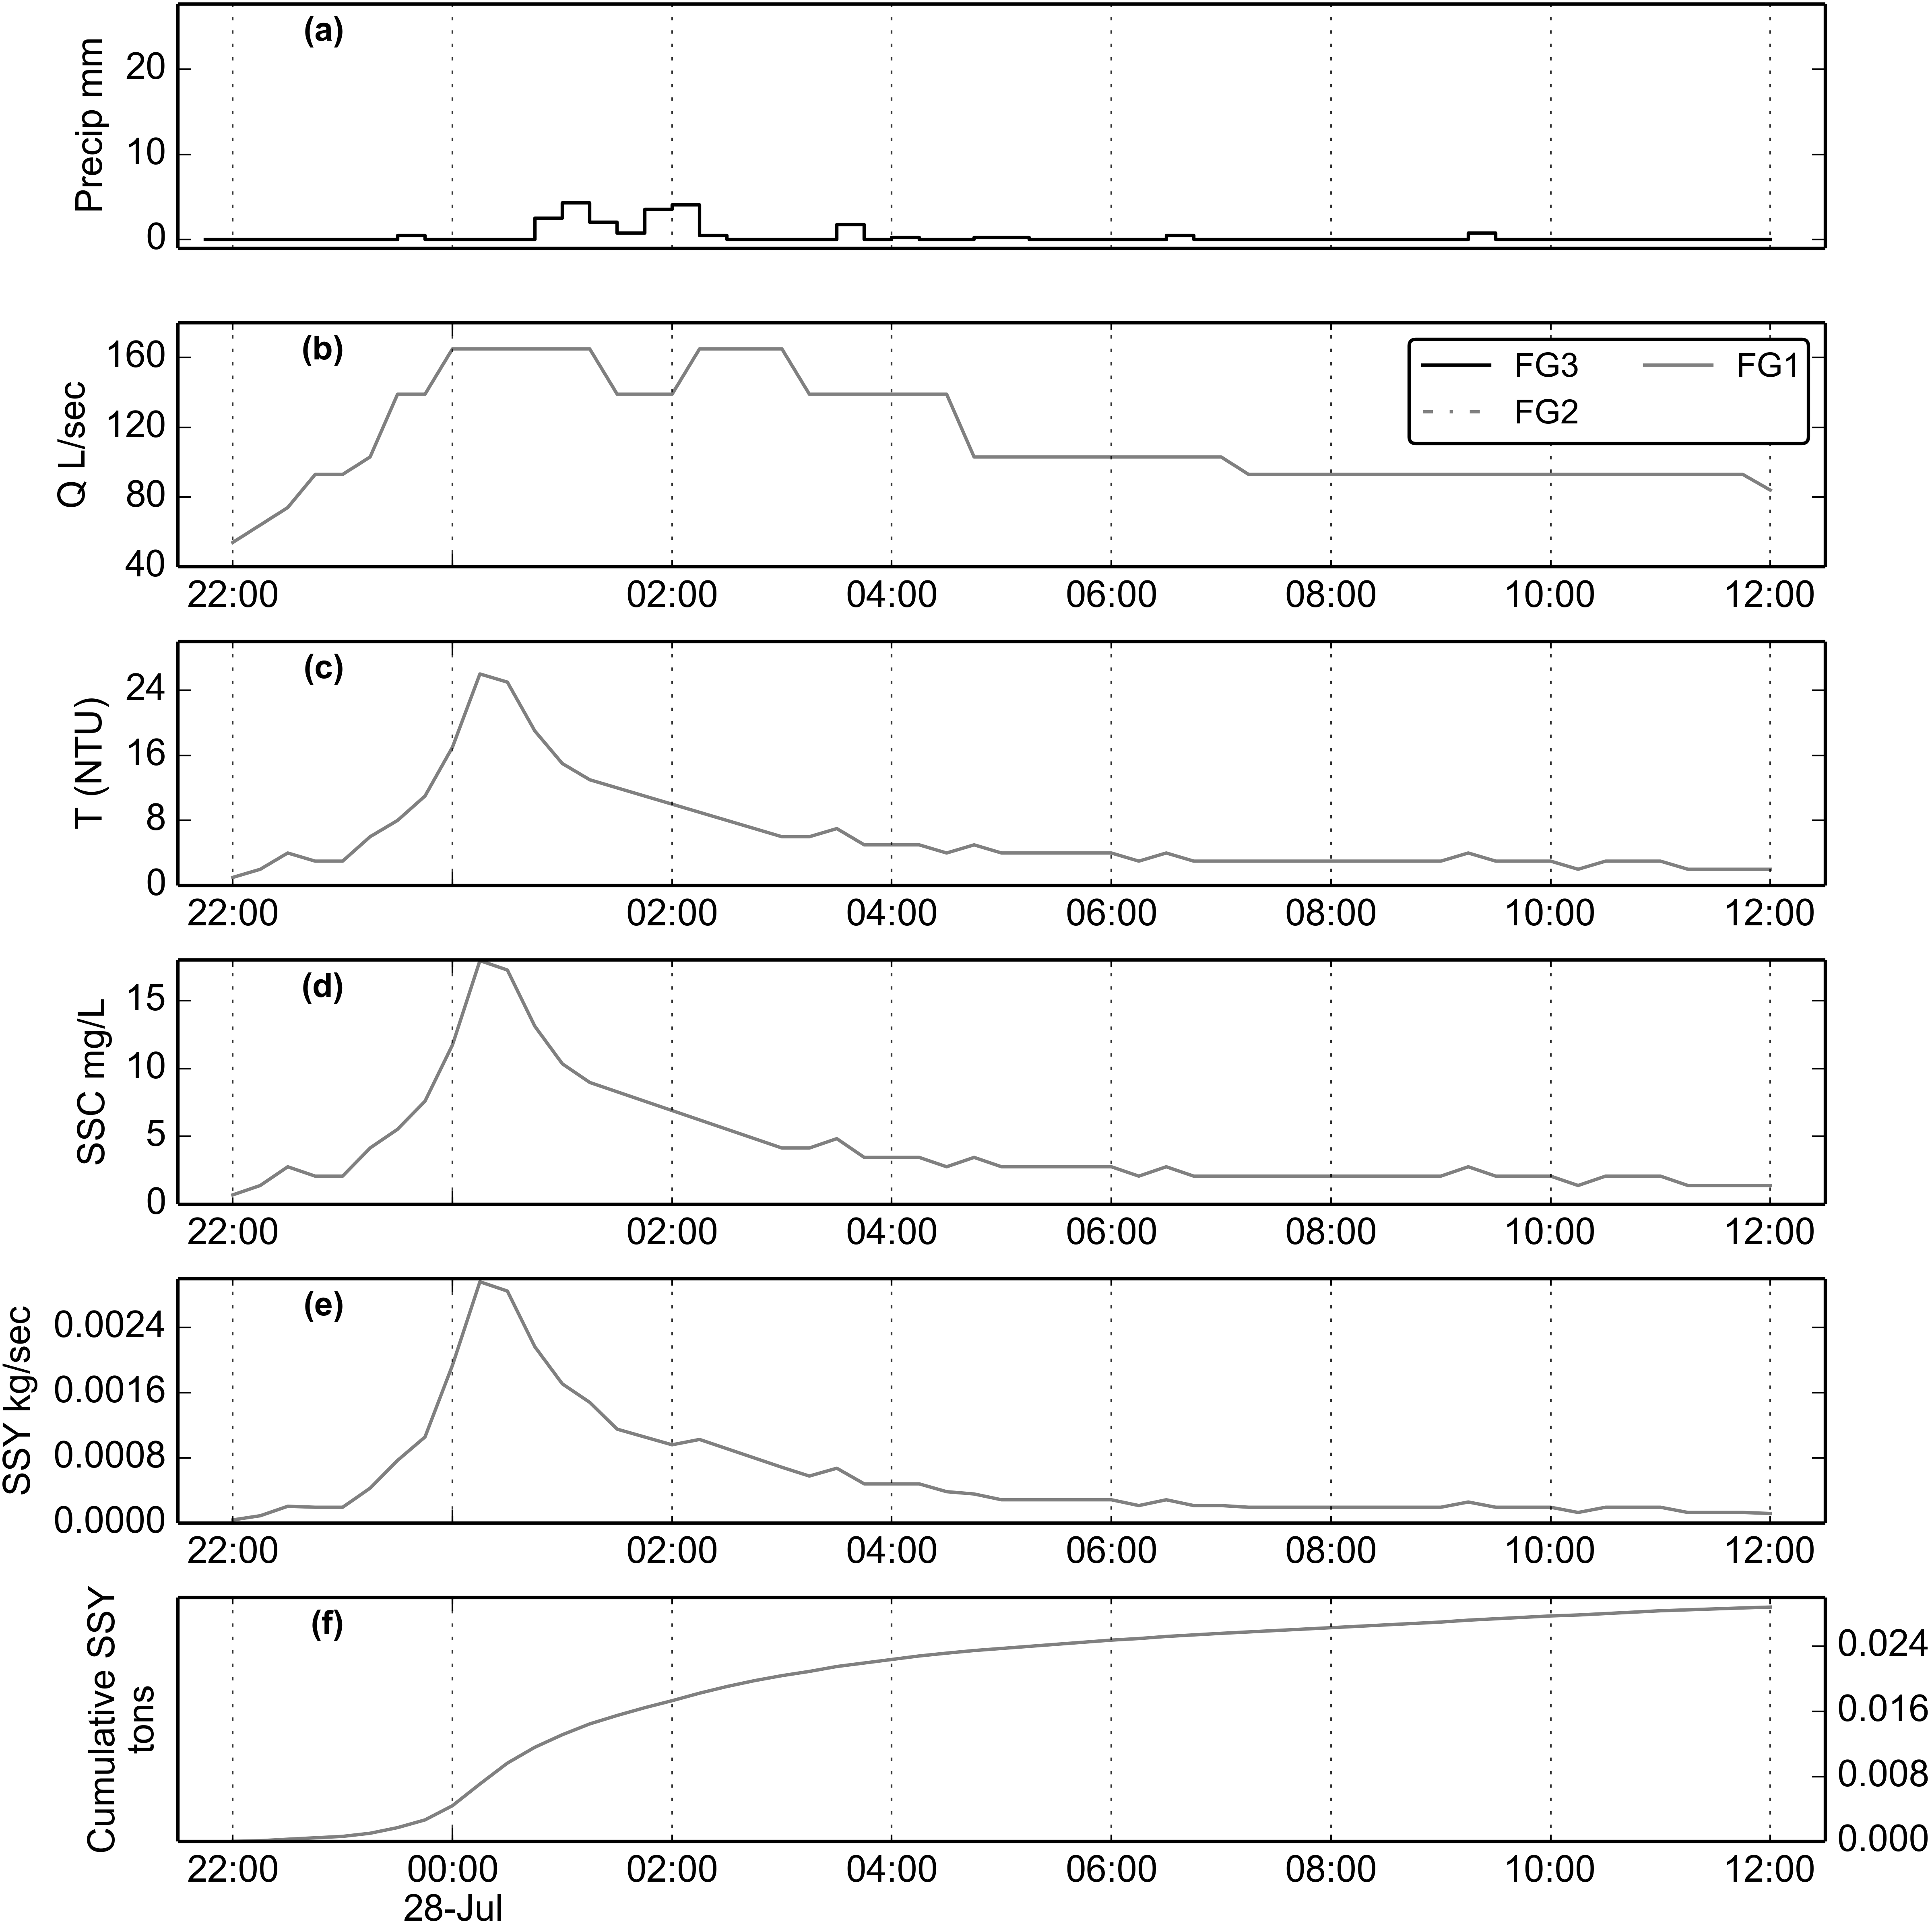 (a)
Precip mm
20
10
0
(b)
Q L/sec
160
120
80
40
FG3 FG1
FG2
22:00 02:00 04:00 06:00 08:00 10:00 12:00
(c)
T (NTU)
24
16
8
0
22:00 02:00 04:00 06:00 08:00 10:00 12:00
(d)
SSC mg/L
15
10
5
0
22:00 02:00 04:00 06:00 08:00 10:00 12:00
(e)
SSY kg/sec
0.0024
0.0016
0.0008
0.0000
22:00 02:00 04:00 06:00 08:00 10:00 12:00
(f)
Cumulative SSY
tons
0.024
0.016
0.008
0.000
22:00 00:00 02:00 04:00 06:00 08:00 10:00 12:00
28-Jul